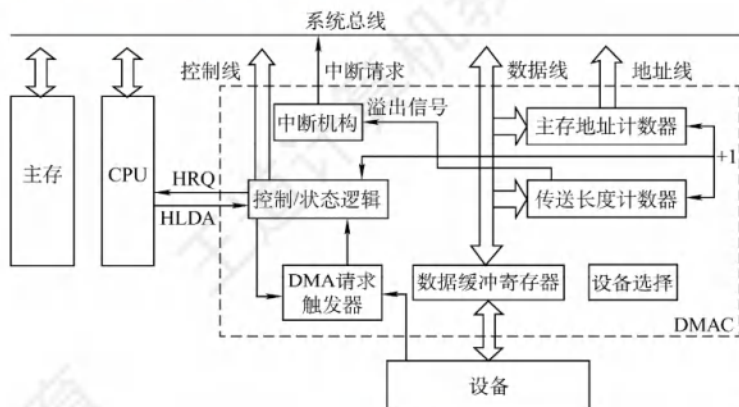 系统总线
控制线
中断请求
数据线
地址线
溢出信号
中断机构
主存地址计数器
+1
主存
CPU
HRQ
HLDA
控制/状态逻辑
传送长度计数器
DMA请求
触发器
数据缓冲寄存器
设备选择
DMAC
设备